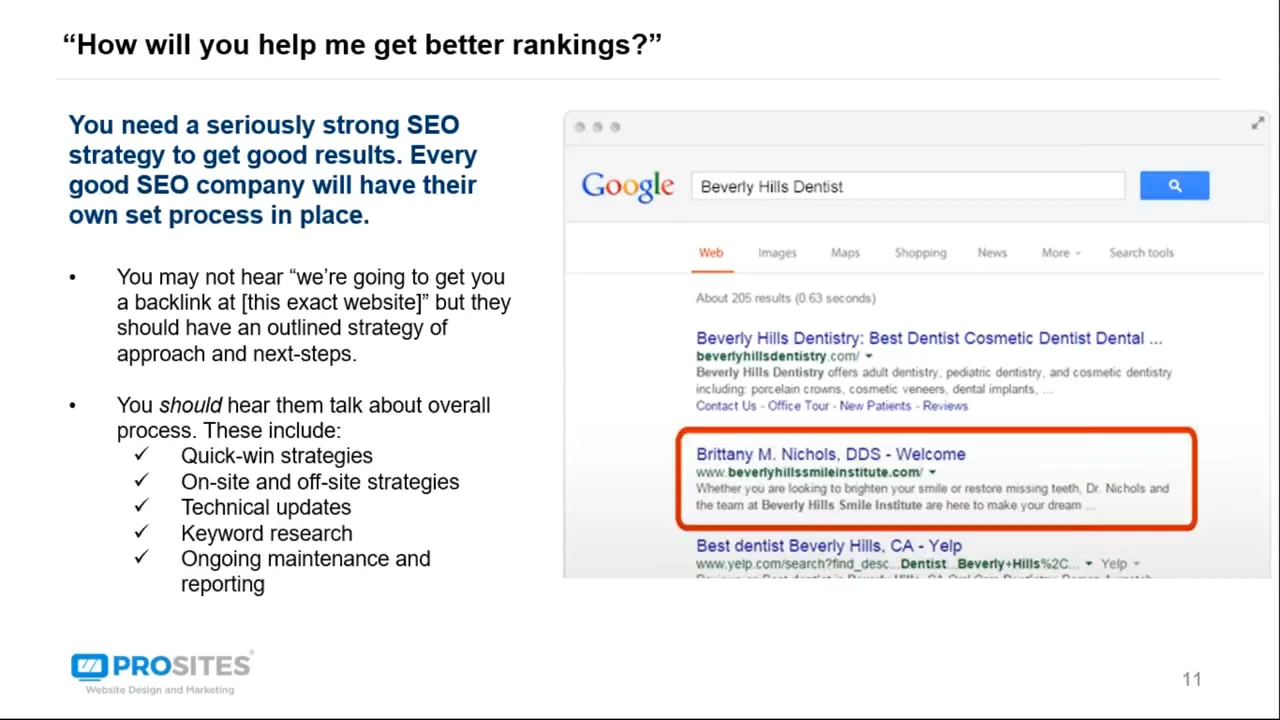 “How will you help me get better rankings?”
You need a seriously strong SEO
strategy to get good results. Every
good SEO company will have their
own set process in place.
• You may not hear “we’re going to get you
a backlink at [this exact website]” but they
should have an outlined strategy of
approach and next-steps.
• You should hear them talk about overall
process. These include:
✓ Quick-win strategies
✓ On-site and off-site strategies
✓ Technical updates
✓ Keyword research
✓ Ongoing maintenance and
reporting
Google Beverly Hills Dentist
Web Images Maps Shopping News More Search tools
About 205 results (0.63 seconds)
Beverly Hills Dentistry: Best Dentist Cosmetic Dentist Dental ...
beverlyhillsdentistry.com/
Beverly Hills Dentistry offers adult dentistry, pediatric dentistry, and cosmetic dentistry
including: porcelain crowns, cosmetic veneers, dental implants, ...
Contact Us - Office Tour - New Patients - Reviews
Brittany M. Nichols, DDS - Welcome
www.beverlyhillssmileinstitute.com/
Whether you are looking to brighten your smile or restore missing teeth, Dr. Nichols and
the team at Beverly Hills Smile Institute are here to make your dream ...
Best dentist Beverly Hills, CA - Yelp
www.yelp.com/search?find_desc...Dentist...Beverly+Hills%2C... Yelp
PROSITES®
Website Design and Marketing
11